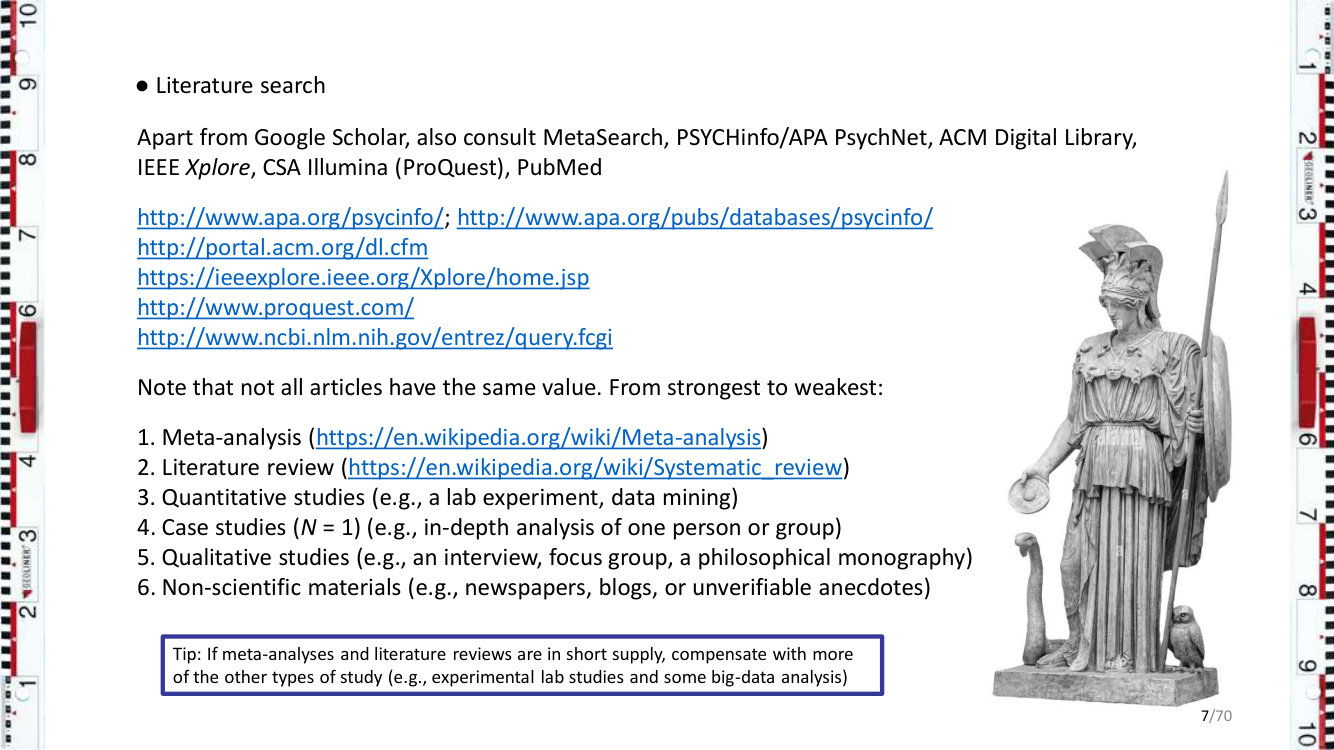 ● Literature search
Apart from Google Scholar, also consult MetaSearch, PSYCHinfo/APA PsychNet, ACM Digital Library,
IEEE Xplore, CSA Illumina (ProQuest), PubMed
http://www.apa.org/psycinfo/; http://www.apa.org/pubs/databases/psycinfo/
http://portal.acm.org/dl.cfm
https://ieeexplore.ieee.org/Xplore/home.jsp
http://www.proquest.com/
http://www.ncbi.nlm.nih.gov/entrez/query.fcgi
Note that not all articles have the same value. From strongest to weakest:
1. Meta-analysis (https://en.wikipedia.org/wiki/Meta-analysis)
2. Literature review (https://en.wikipedia.org/wiki/Systematic_review)
3. Quantitative studies (e.g., a lab experiment, data mining)
4. Case studies (N = 1) (e.g., in-depth analysis of one person or group)
5. Qualitative studies (e.g., an interview, focus group, a philosophical monography)
6. Non-scientific materials (e.g., newspapers, blogs, or unverifiable anecdotes)
Tip: If meta-analyses and literature reviews are in short supply, compensate with more
of the other types of study (e.g., experimental lab studies and some big-data analysis)
7/70
10
9
8
7
6
4
3
GEOLINER
2
1
1
2
GEOLINER
3
4
6
7
8
9
10